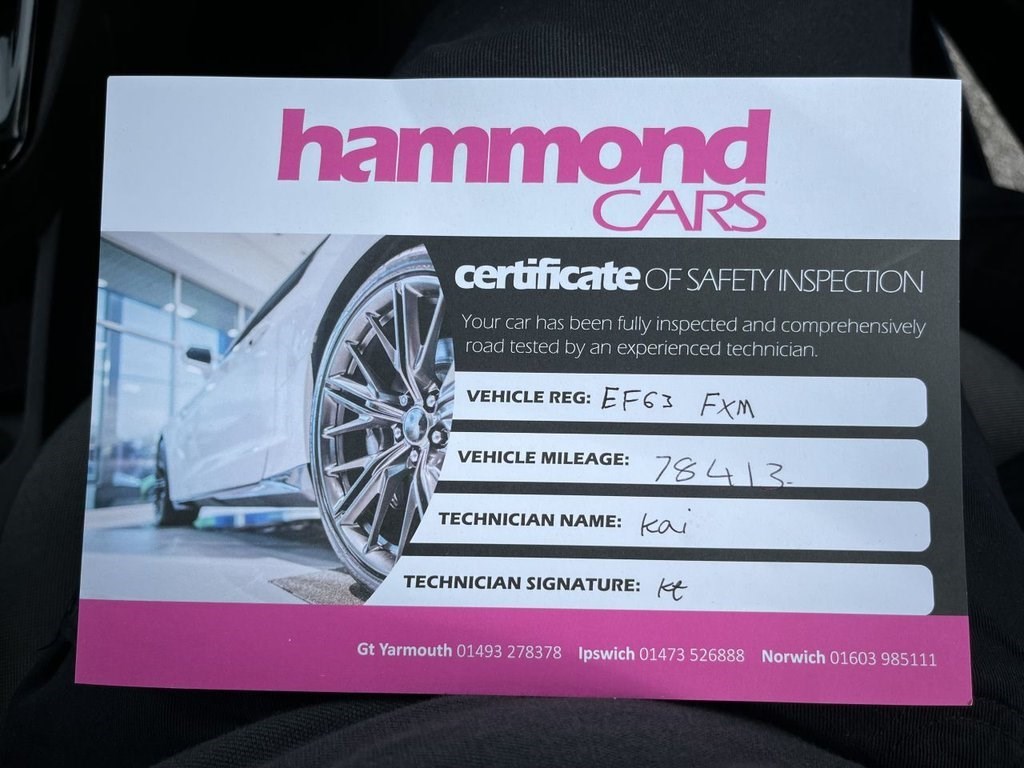 hammond
CARS
certificate OF SAFETY INSPECTION
Your car has been fully inspected and comprehensively
road tested by an experienced technician.
VEHICLE REG: EF63 FXM
VEHICLE MILEAGE: 78413
TECHNICIAN NAME: Kai
TECHNICIAN SIGNATURE:
Gt Yarmouth 01493 278378 Ipswich 01473 526888 Norwich 01603 985111